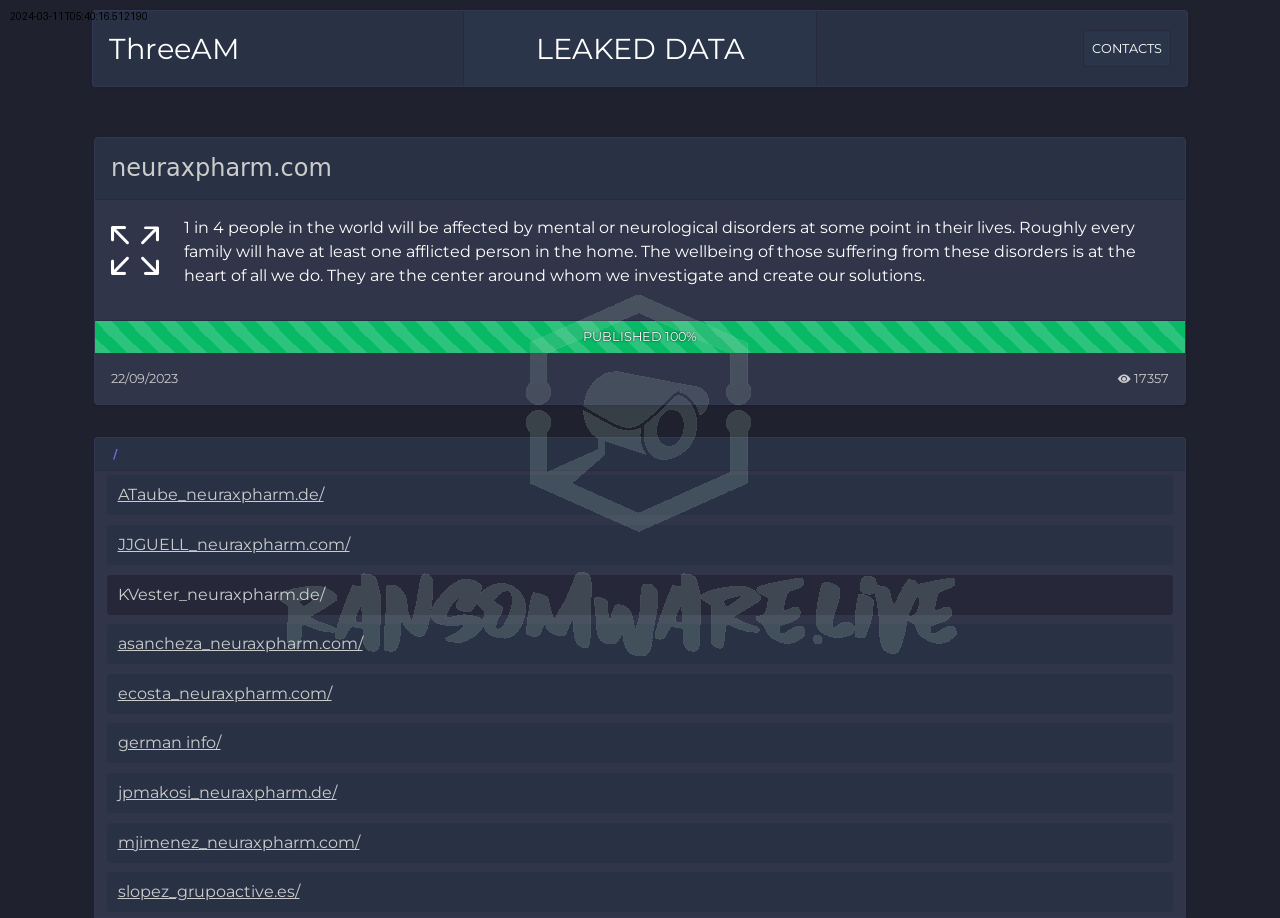 2024-03-11T05:40:16.512190
ThreeAM
LEAKED DATA
CONTACTS
neuraxpharm.com
1 in 4 people in the world will be affected by mental or neurological disorders at some point in their lives. Roughly every
family will have at least one afflicted person in the home. The wellbeing of those suffering from these disorders is at the
heart of all we do. They are the center around whom we investigate and create our solutions.
PUBLISHED 100%
22/09/2023
17357
/
ATaube_neuraxpharm.de/
JJGUELL_neuraxpharm.com/
KVester_neuraxpharm.de/
RANSOMWARE.LIVE
asancheza_neuraxpharm.com/
ecosta_neuraxpharm.com/
german info/
jpmakosi_neuraxpharm.de/
mjimenez_neuraxpharm.com/
slopez_grupoactive.es/